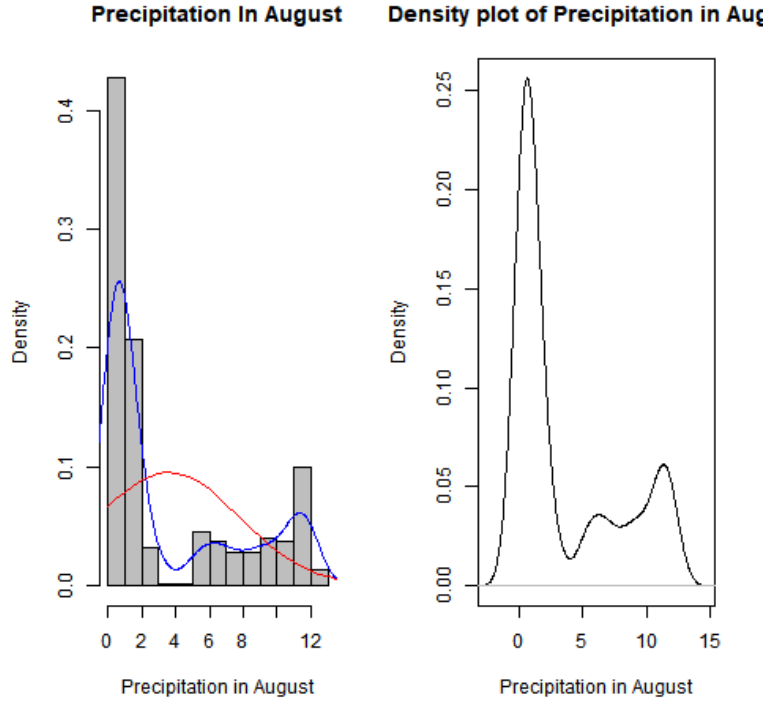 Precipitation In August
Density
0.0
0.1
0.2
0.3
0.4
0 2 4 6 8 12
Precipitation in August
Density plot of Precipitation in Aug
Density
0.00
0.05
0.10
0.15
0.20
0.25
0 5 10 15
Precipitation in August